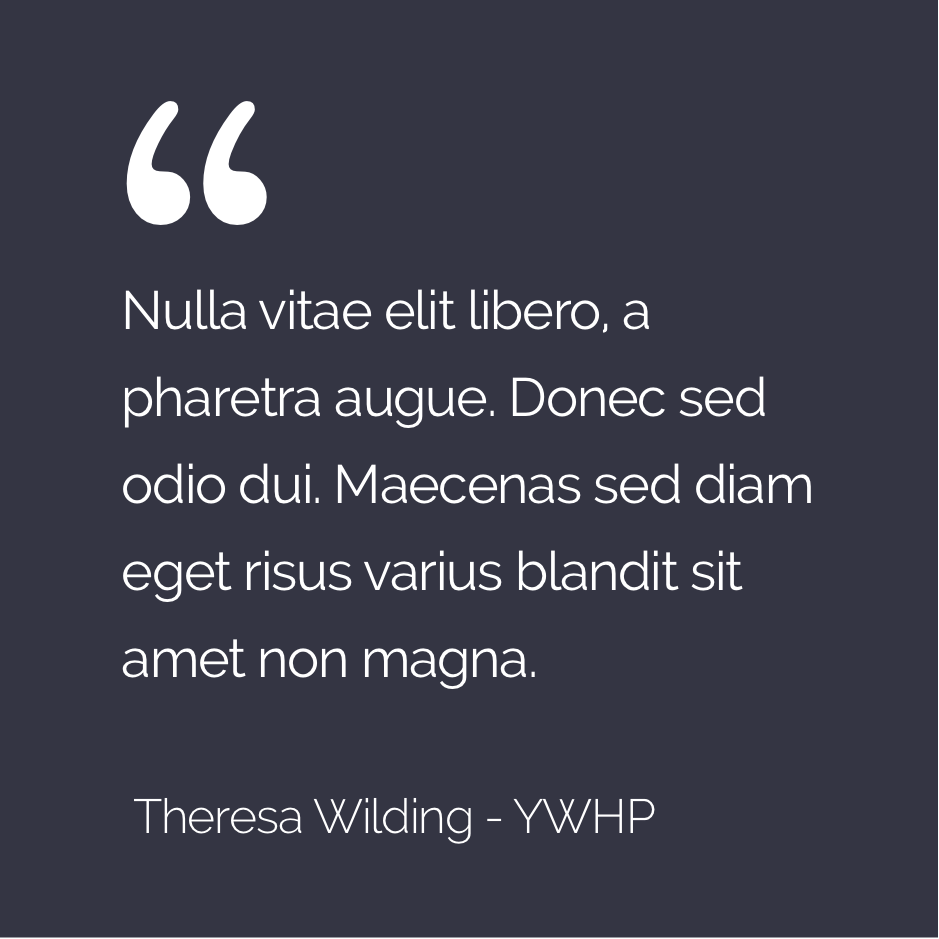 “
Nulla vitae elit libero, a
pharetra augue. Donec sed
odio dui. Maecenas sed diam
eget risus varius blandit sit
amet non magna.
Theresa Wilding - YWHP